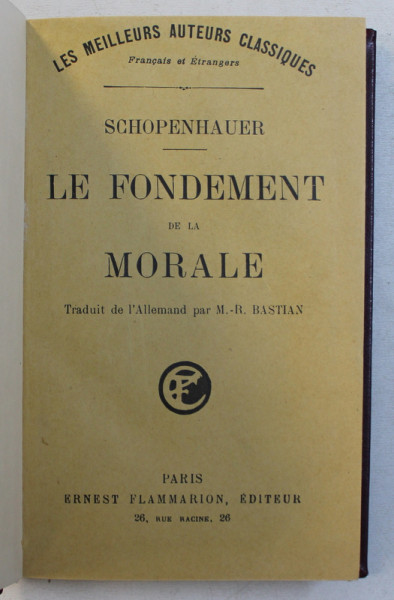 LES MEILLEURS AUTEURS CLASSIQUES
Français et Étrangers
SCHOPENHAUER
LE FONDEMENT
DE LA
MORALE
Traduit de l'Allemand par M.-R. BASTIAN
PARIS
ERNEST FLAMMARION, ÉDITEUR
26, RUE RACINE, 26